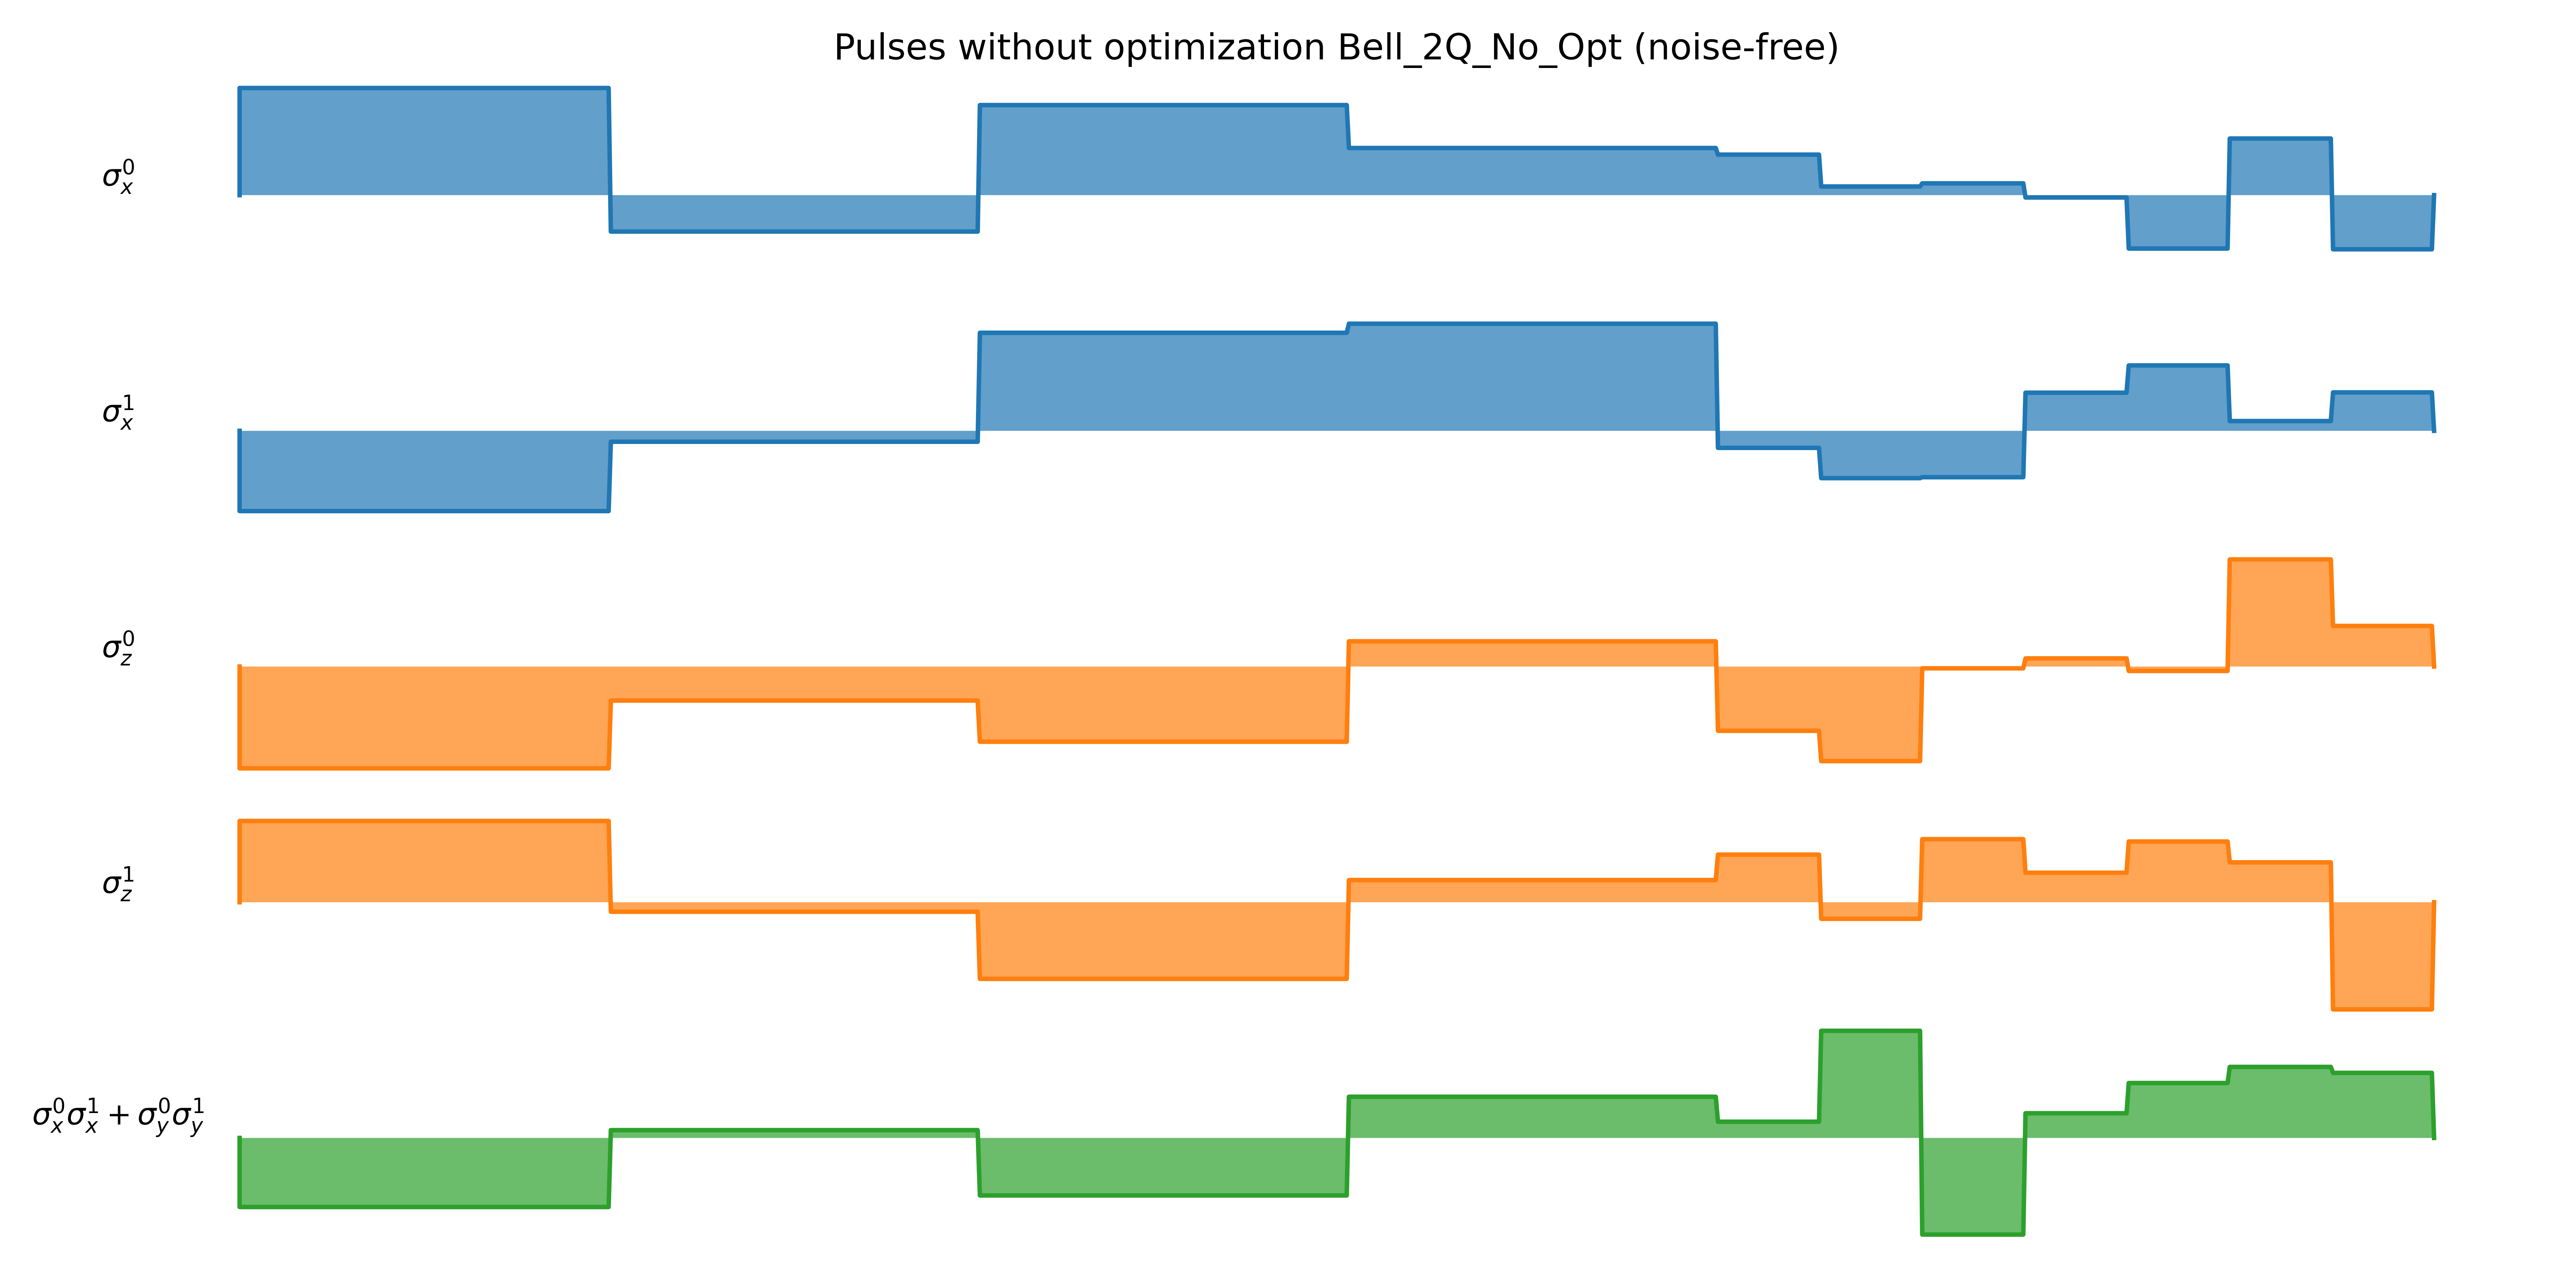 Pulses without optimization Bell_2Q_No_Opt (noise-free)
σ_x^0
σ_x^1
σ_z^0
σ_z^1
σ_x^0σ_x^1 + σ_y^0σ_y^1